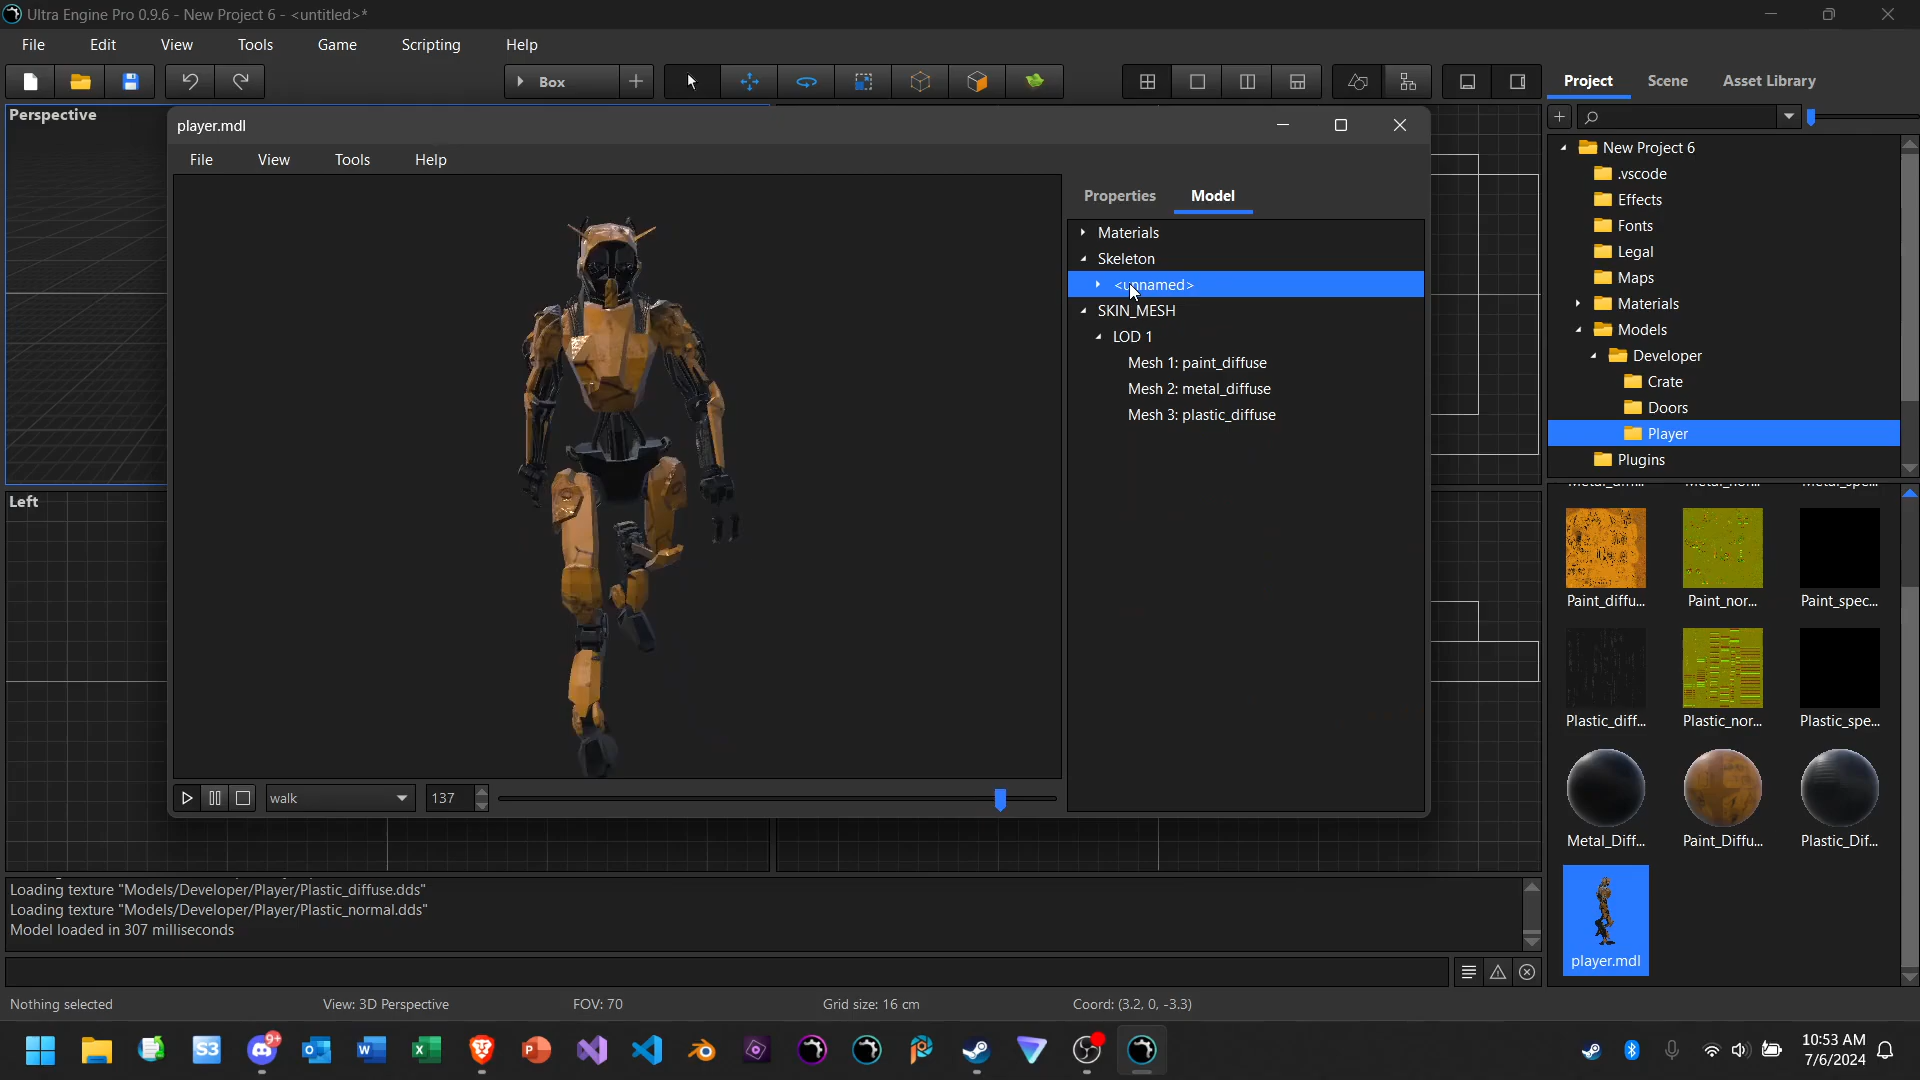 Ultra Engine Pro 0.9.6 - New Project 6 - <untitled>*
File Edit View Tools Game Scripting Help
Box
Project Scene Asset Library
Perspective
player.mdl
File View Tools Help
Properties Model
Materials
Skeleton
<unnamed>
SKIN_MESH
LOD 1
Mesh 1: paint_diffuse
Mesh 2: metal_diffuse
Mesh 3: plastic_diffuse
walk 137
Left
New Project 6
.vscode
Effects
Fonts
Legal
Maps
Materials
Models
Developer
Crate
Doors
Player
Plugins
Paint_diffu... Paint_nor... Paint_spec...
Plastic_diff... Plastic_nor... Plastic_spe...
Metal_Diff... Paint_Diffu... Plastic_Dif...
player.mdl
Loading texture "Models/Developer/Player/Plastic_diffuse.dds"
Loading texture "Models/Developer/Player/Plastic_normal.dds"
Model loaded in 307 milliseconds
Nothing selected View: 3D Perspective FOV: 70 Grid size: 16 cm Coord: (3.2, 0, -3.3)
S3 9+
10:53 AM
7/6/2024